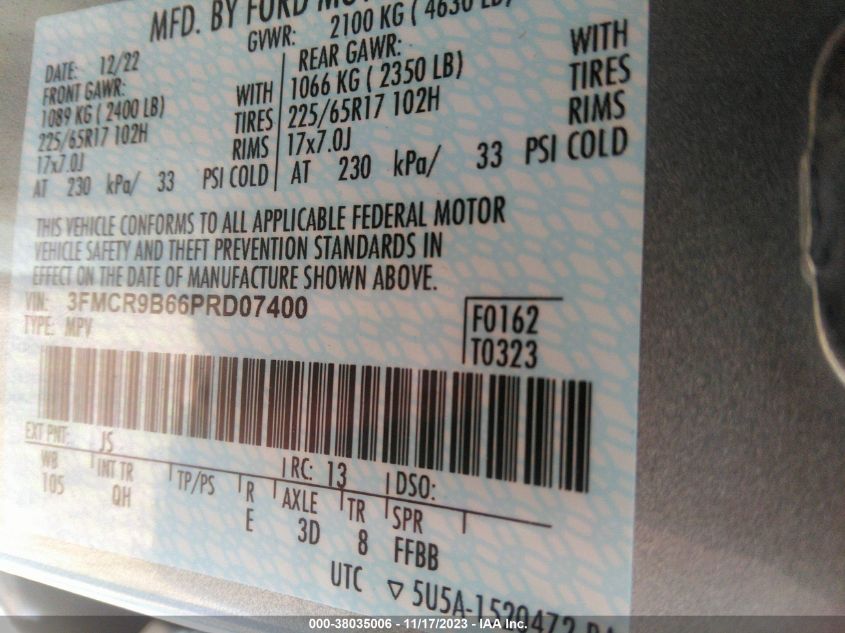 MFD. BY FORD
GVWR: 2100 KG ( 4630 LB)
DATE: 12/22
FRONT GAWR:
1089 KG ( 2400 LB)
225/65R17 102H
17x7.0J
WITH
TIRES
RIMS
AT 230 kPa/ 33 PSI COLD
REAR GAWR:
1066 KG ( 2350 LB)
225/65R17 102H
17x7.0J
WITH
TIRES
RIMS
AT 230 kPa/ 33 PSI COLD
THIS VEHICLE CONFORMS TO ALL APPLICABLE FEDERAL MOTOR
VEHICLE SAFETY AND THEFT PREVENTION STANDARDS IN
EFFECT ON THE DATE OF MANUFACTURE SHOWN ABOVE.
VIN: 3FMCR9B66PRD07400
TYPE: MPV
F0162
T0323
EXT PNT: JS RC: 13 DSO:
WB INT TR TP/PS R AXLE TR SPR
105 QH E 3D 8 FFBB
UTC ▽ 5U5A-1520472
000-38035006 - 11/17/2023 - IAA Inc.